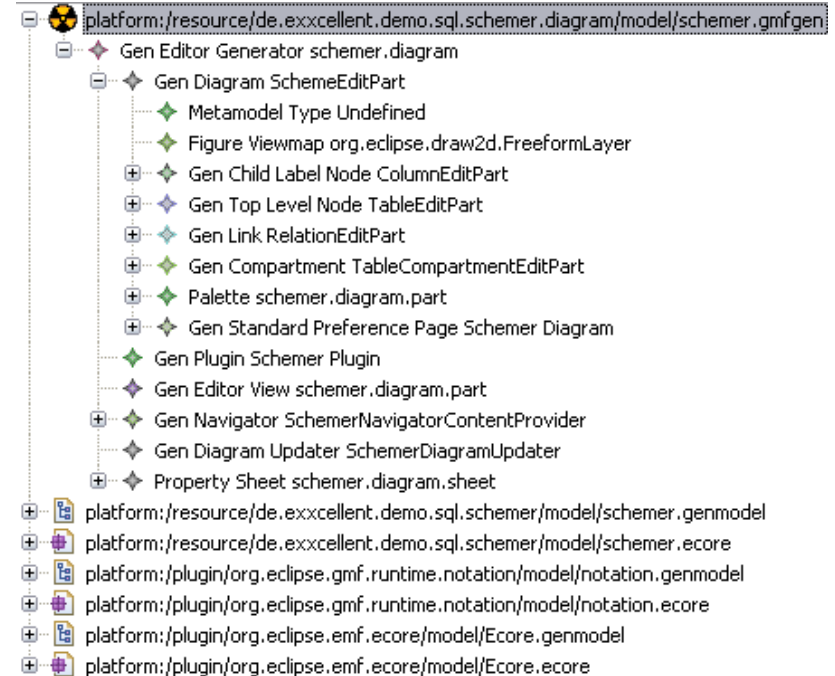 platform:/resource/de.exxcellent.demo.sql.schemer.diagram/model/schemer.gmfgen
Gen Editor Generator schemer.diagram
Gen Diagram SchemeEditPart
Metamodel Type Undefined
Figure Viewmap org.eclipse.draw2d.FreeformLayer
Gen Child Label Node ColumnEditPart
Gen Top Level Node TableEditPart
Gen Link RelationEditPart
Gen Compartment TableCompartmentEditPart
Palette schemer.diagram.part
Gen Standard Preference Page Schemer Diagram
Gen Plugin Schemer Plugin
Gen Editor View schemer.diagram.part
Gen Navigator SchemerNavigatorContentProvider
Gen Diagram Updater SchemerDiagramUpdater
Property Sheet schemer.diagram.sheet
platform:/resource/de.exxcellent.demo.sql.schemer/model/schemer.genmodel
platform:/resource/de.exxcellent.demo.sql.schemer/model/schemer.ecore
platform:/plugin/org.eclipse.gmf.runtime.notation/model/notation.genmodel
platform:/plugin/org.eclipse.gmf.runtime.notation/model/notation.ecore
platform:/plugin/org.eclipse.emf.ecore/model/Ecore.genmodel
platform:/plugin/org.eclipse.emf.ecore/model/Ecore.ecore